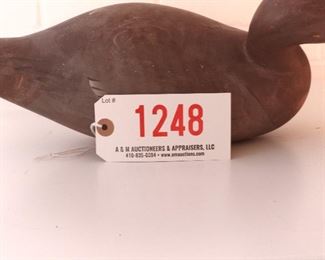 Lot #
1248
A & M AUCTIONEERS & APPRAISERS, LLC
410-835-0384 • www.amauctions.com